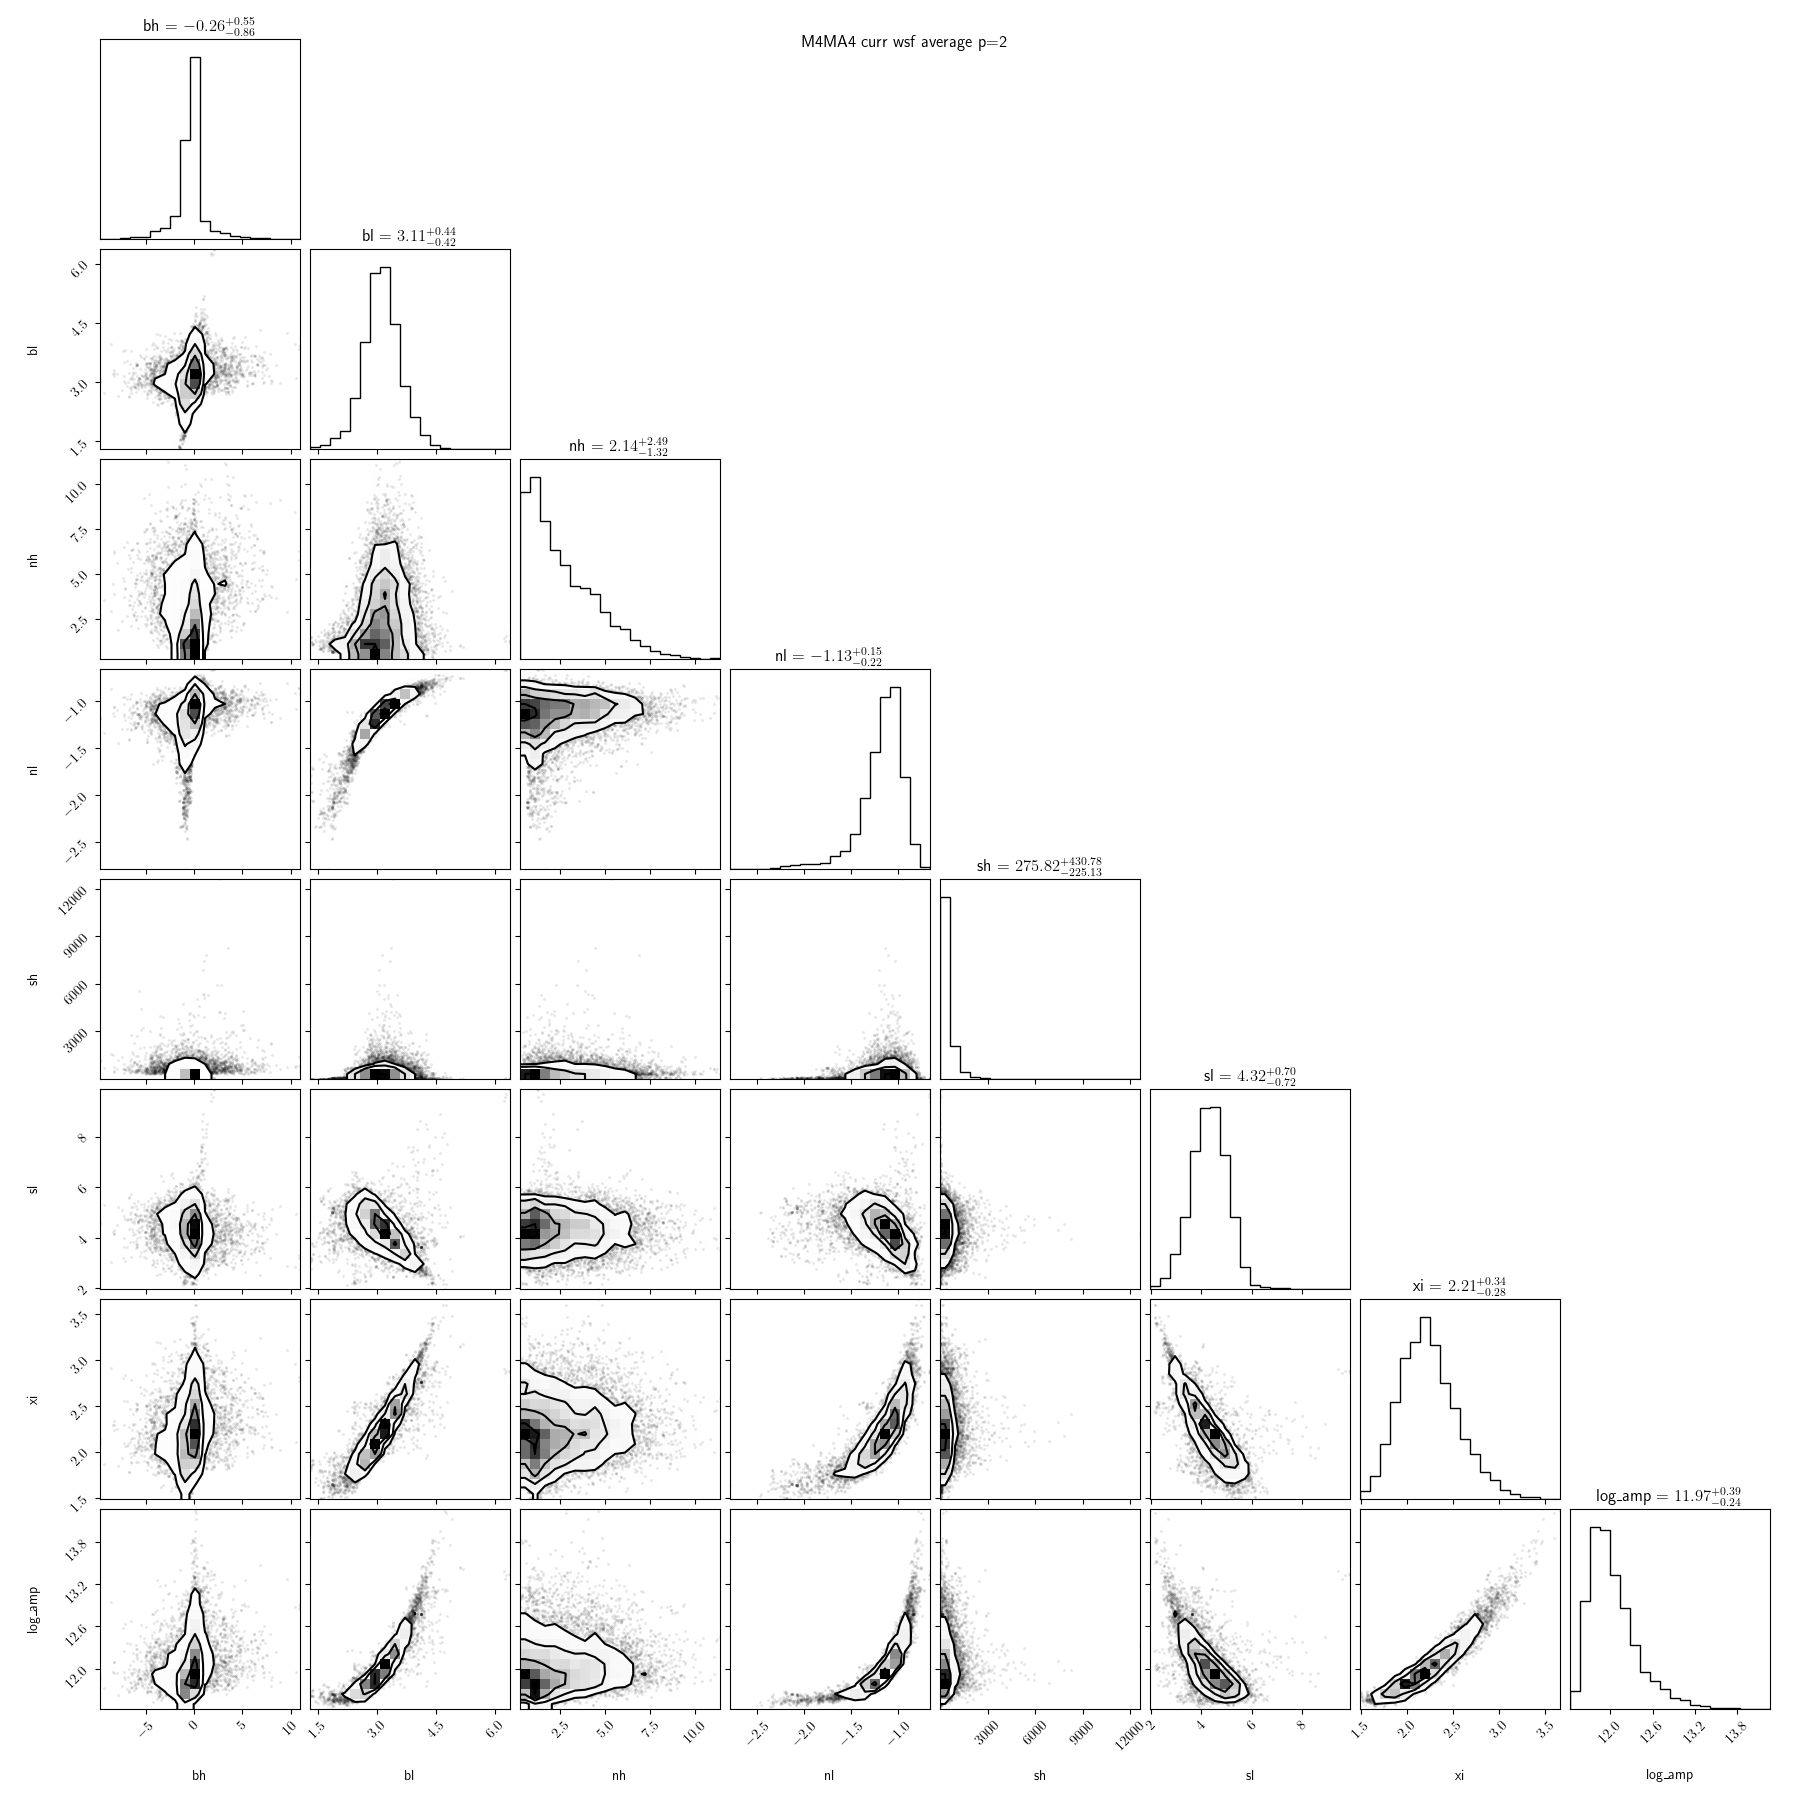 bh = −0.26+0.55−0.86
M4MA4 curr wsf average p=2
bl = 3.11+0.44−0.42
6.0
4.5
3.0
1.5
bl
nh = 2.14+2.49−1.32
10.0
7.5
5.0
2.5
nh
nl = −1.13+0.15−0.22
−1.0
−1.5
−2.0
−2.5
nl
sh = 275.82+430.78−225.13
12000
9000
6000
3000
sh
sl = 4.32+0.70−0.72
8
6
4
2
sl
xi = 2.21+0.34−0.28
3.5
3.0
2.5
2.0
1.5
xi
log_amp = 11.97+0.39−0.24
13.8
13.2
12.6
12.0
log_amp
−5 0 5 10 1.5 3.0 4.5 6.0 2.5 5.0 7.5 10.0 −2.5 −2.0 −1.5 −1.0 3000 6000 9000 12000 2 4 6 8 1.5 2.0 2.5 3.0 3.5 12.0 12.6 13.2 13.8
bh bl nh nl sh sl xi log_amp